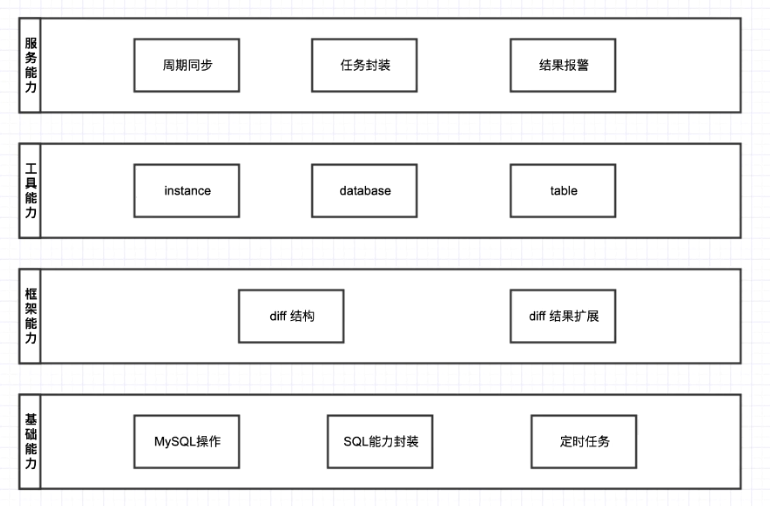 服务能力
周期同步
任务封装
结果报警
工具能力
instance
database
table
框架能力
diff 结构
diff 结果扩展
基础能力
MySQL操作
SQL能力封装
定时任务